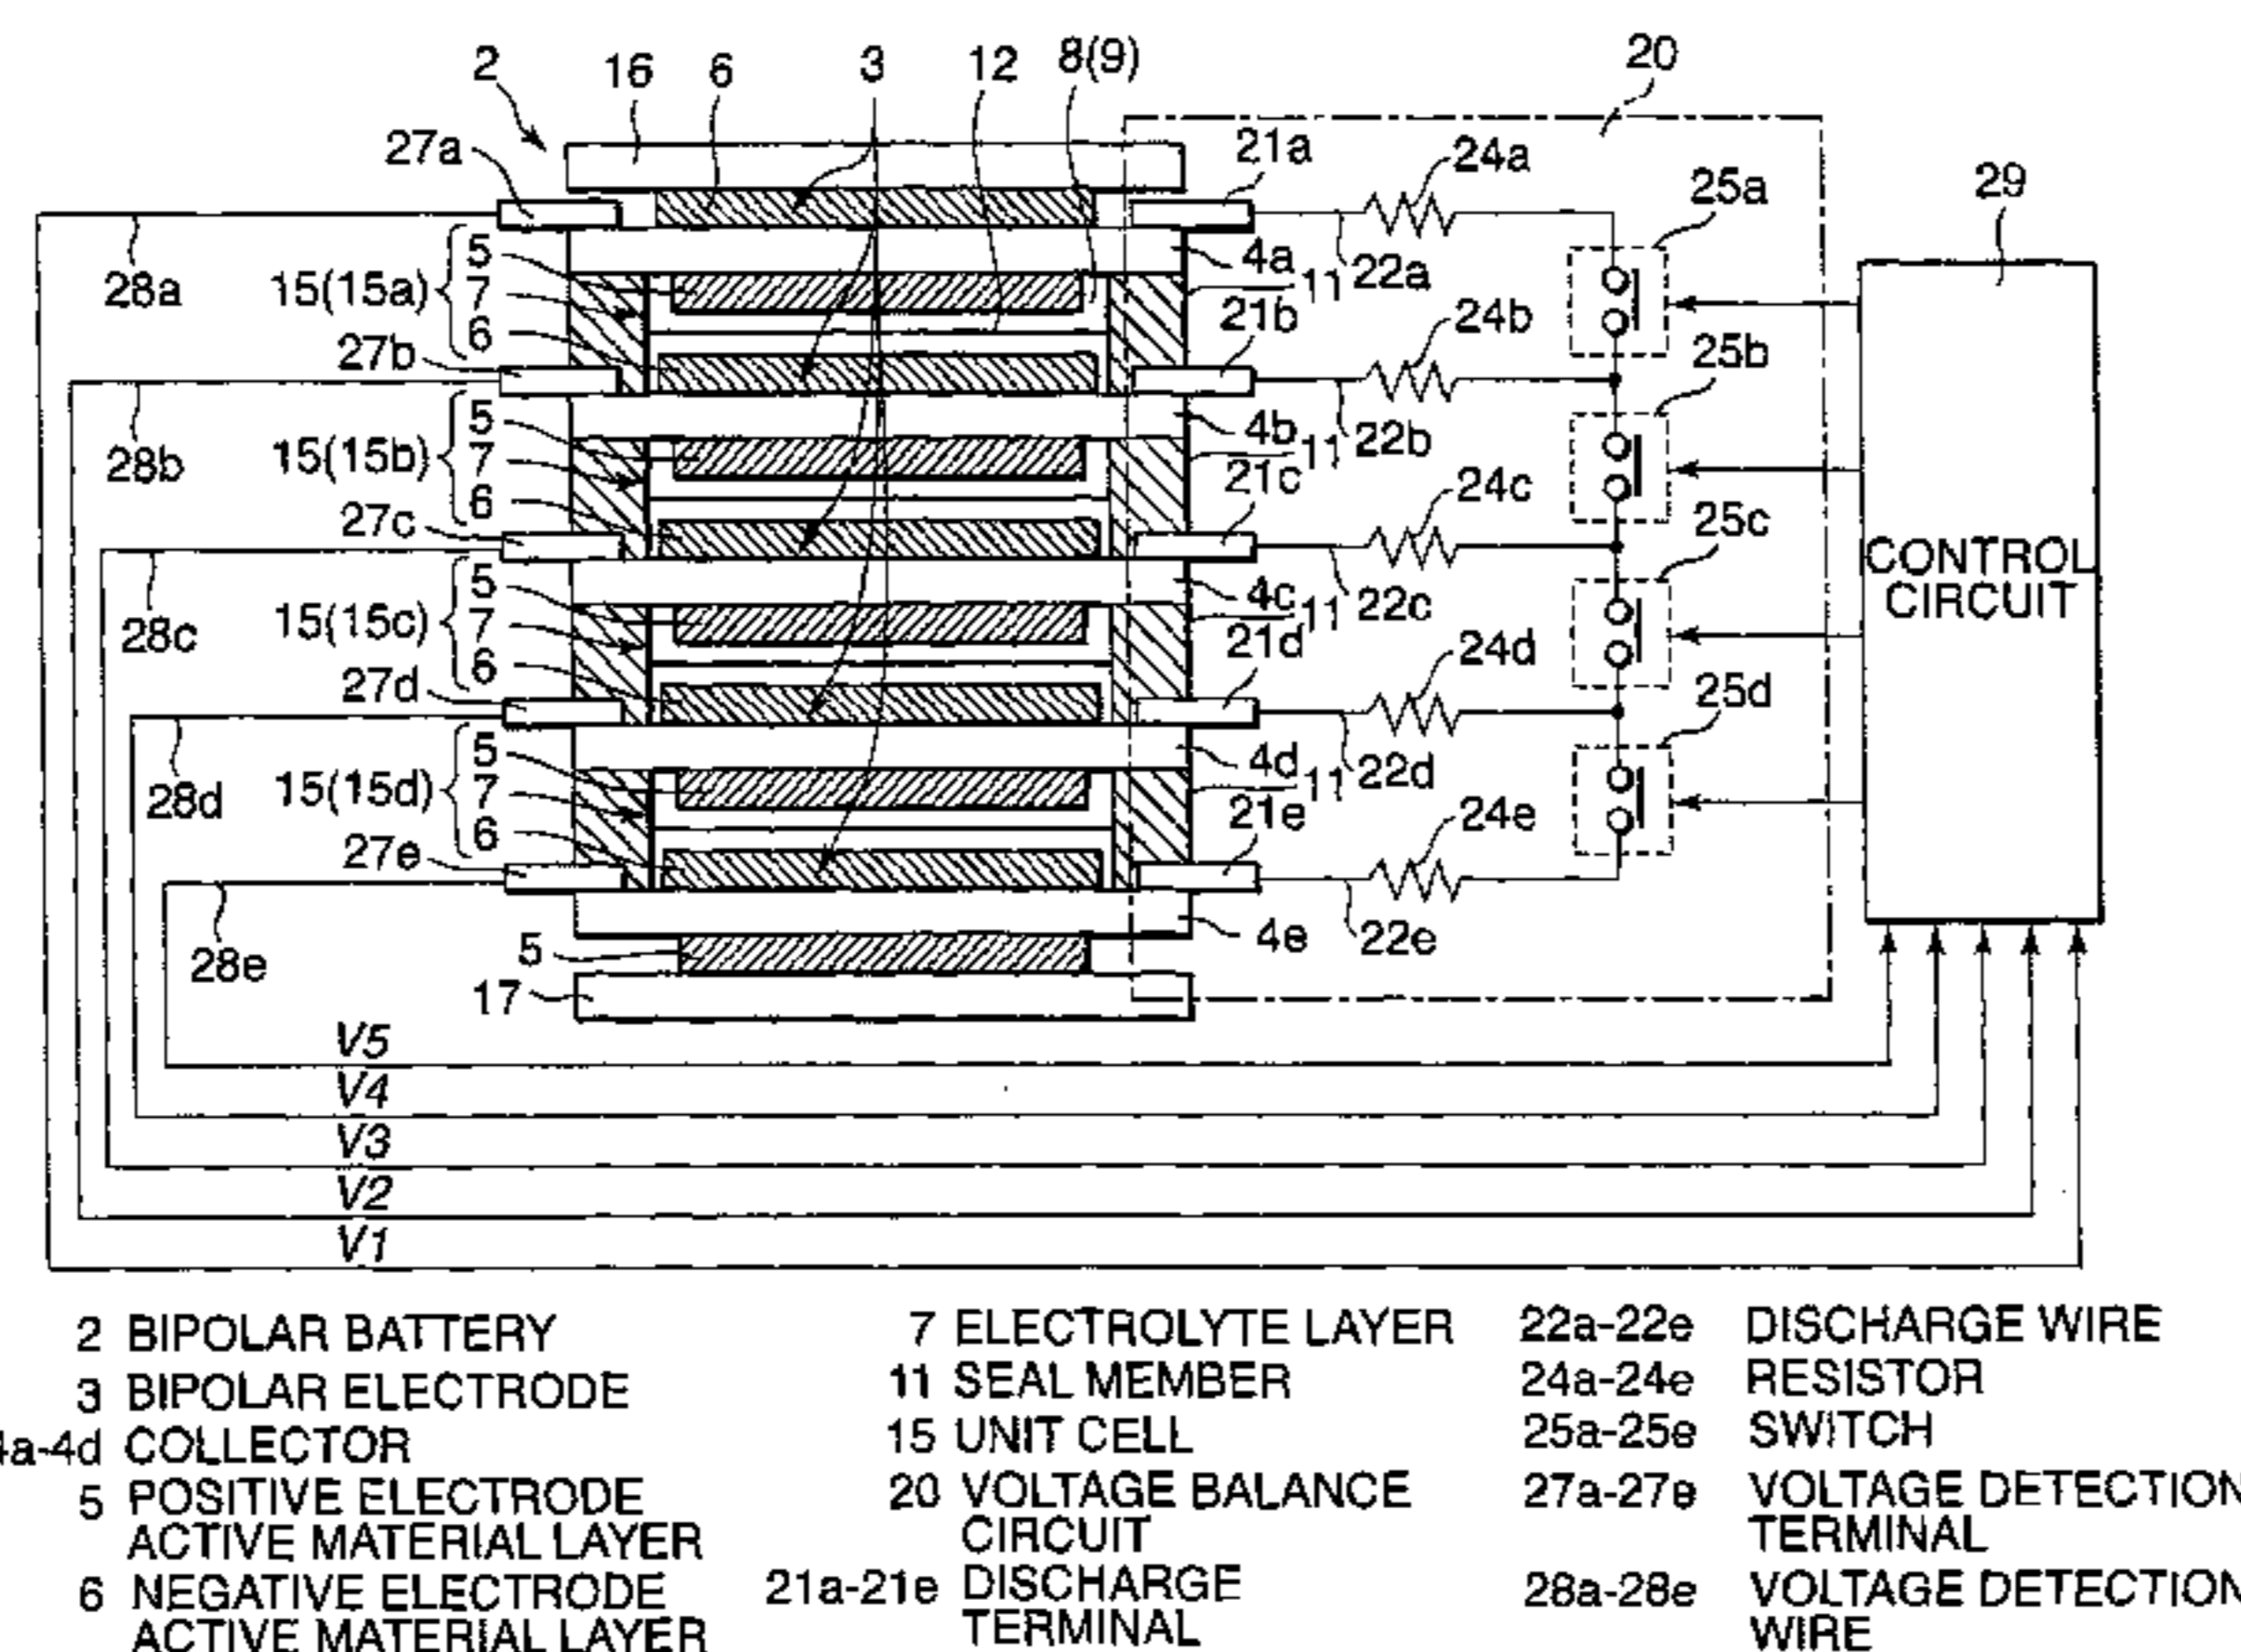 2 16 6 3 12 8(9) 20
27a 21a 24a 25a 29
28a 15(15a) 5 7 6 4a 11 22a
27b 21b 24b 25b
28b 15(15b) 5 7 6 4b 11 22b
27c 21c 24c 25c
28c 15(15c) 5 7 6 4c 11 22c
27d 21d 24d 25d
28d 15(15d) 5 7 6 4d 11 22d
27e 21e 24e
28e 5 4e 22e
17
CONTROL
CIRCUIT
V5
V4
V3
V2
V1
2 BIPOLAR BATTERY
3 BIPOLAR ELECTRODE
4a-4d COLLECTOR
5 POSITIVE ELECTRODE
ACTIVE MATERIAL LAYER
6 NEGATIVE ELECTRODE
ACTIVE MATERIAL LAYER
7 ELECTROLYTE LAYER
11 SEAL MEMBER
15 UNIT CELL
20 VOLTAGE BALANCE
CIRCUIT
21a-21e DISCHARGE
TERMINAL
22a-22e DISCHARGE WIRE
24a-24e RESISTOR
25a-25e SWITCH
27a-27e VOLTAGE DETECTION
TERMINAL
28a-28e VOLTAGE DETECTION
WIRE